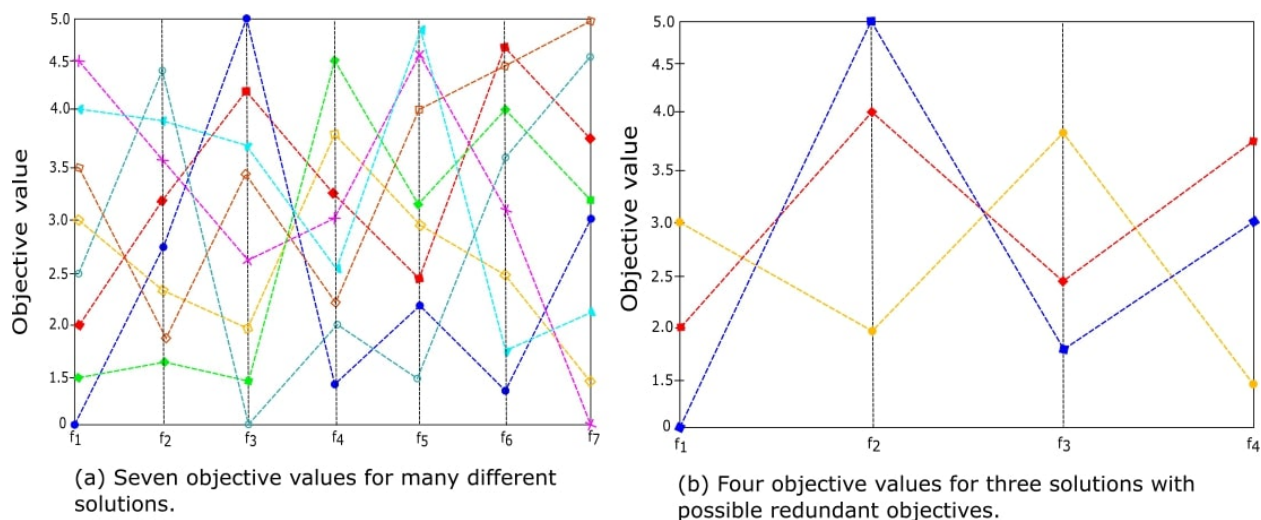 5.0
4.5
4.0
3.5
3.0
2.5
2.0
1.5
0
Objective value
f1 f2 f3 f4 f5 f6 f7
(a) Seven objective values for many different
solutions.
5.0
4.5
4.0
3.5
3.0
2.5
2.0
1.5
0
Objective value
f1 f2 f3 f4
(b) Four objective values for three solutions with
possible redundant objectives.